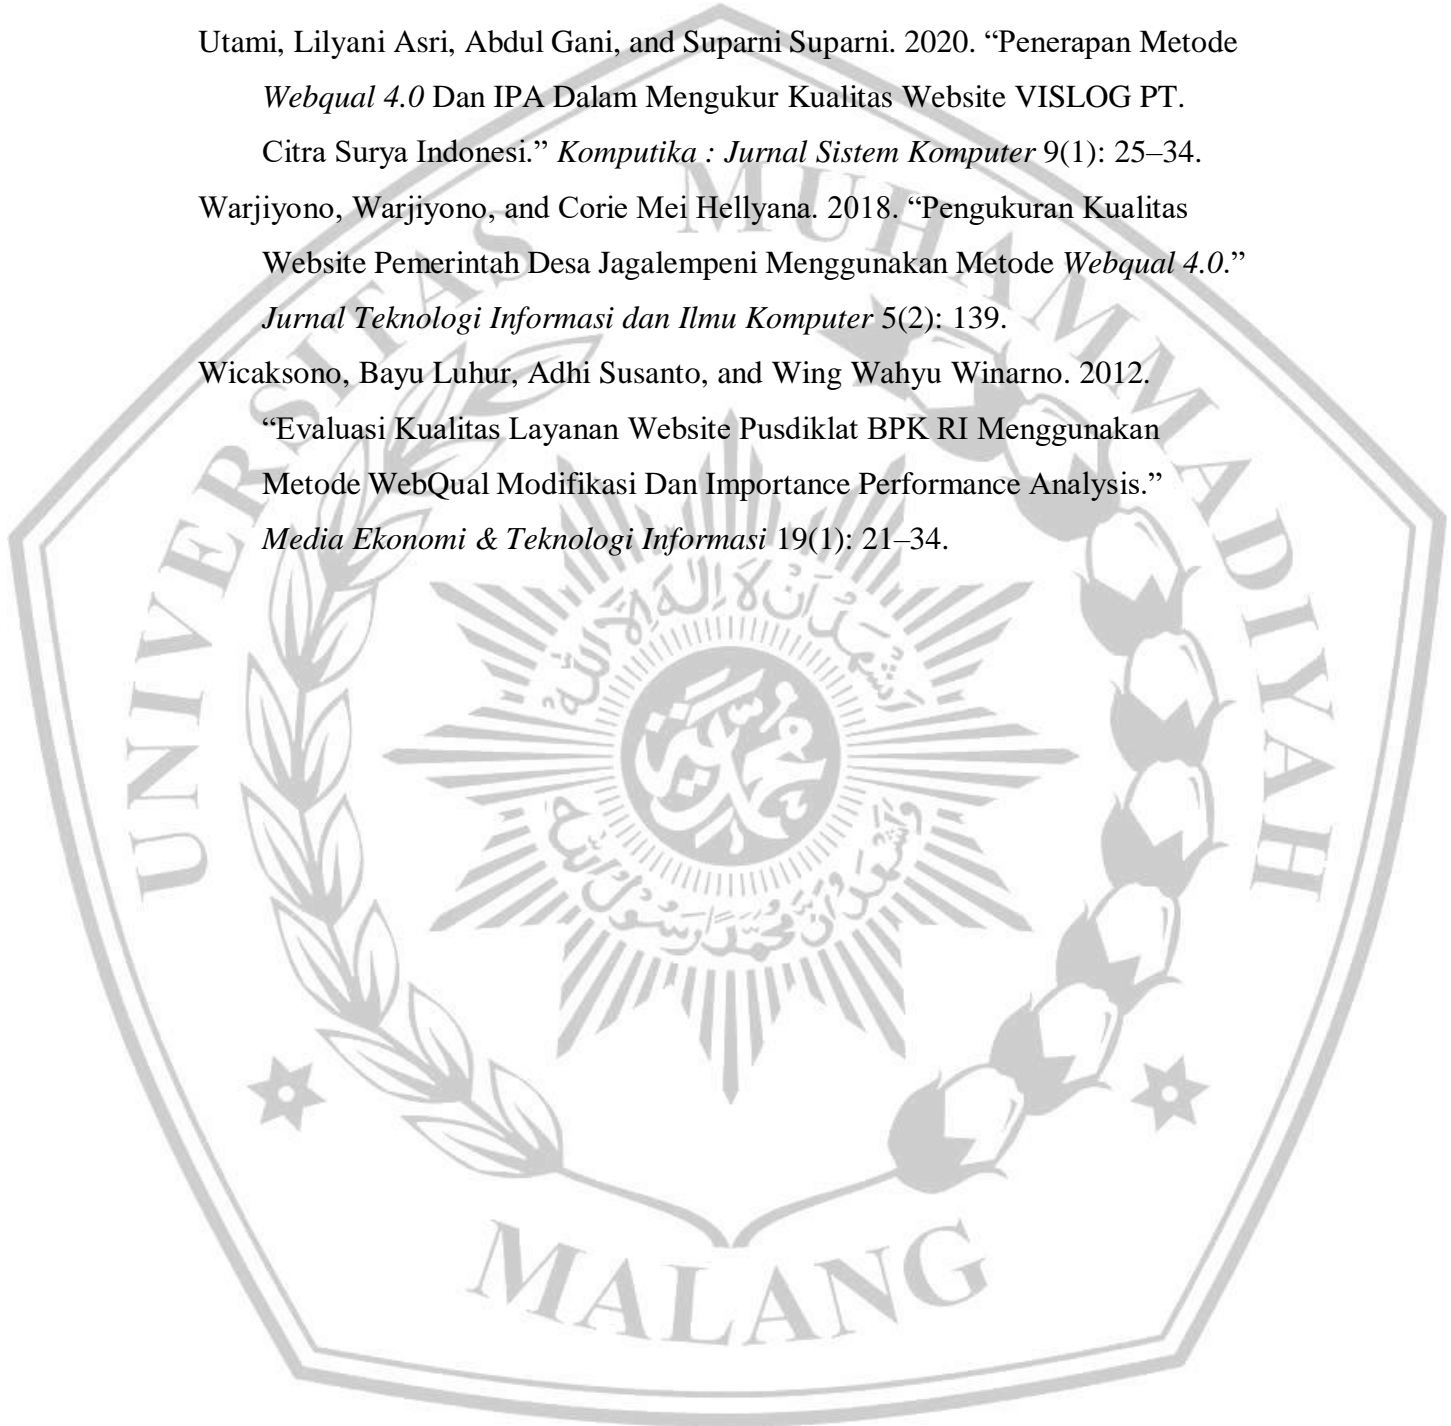 Utami, Lilyani Asri, Abdul Gani, and Suparni Suparni. 2020. “Penerapan Metode
Webqual 4.0 Dan IPA Dalam Mengukur Kualitas Website VISLOG PT.
Citra Surya Indonesi.” Komputika : Jurnal Sistem Komputer 9(1): 25–34.
Warjiyono, Warjiyono, and Corie Mei Hellyana. 2018. “Pengukuran Kualitas
Website Pemerintah Desa Jagalempeni Menggunakan Metode Webqual 4.0.”
Jurnal Teknologi Informasi dan Ilmu Komputer 5(2): 139.
Wicaksono, Bayu Luhur, Adhi Susanto, and Wing Wahyu Winarno. 2012.
“Evaluasi Kualitas Layanan Website Pusdiklat BPK RI Menggunakan
Metode WebQual Modifikasi Dan Importance Performance Analysis.”
Media Ekonomi & Teknologi Informasi 19(1): 21–34.
UNIVERSITAS MUHAMMADIYAH
MALANG